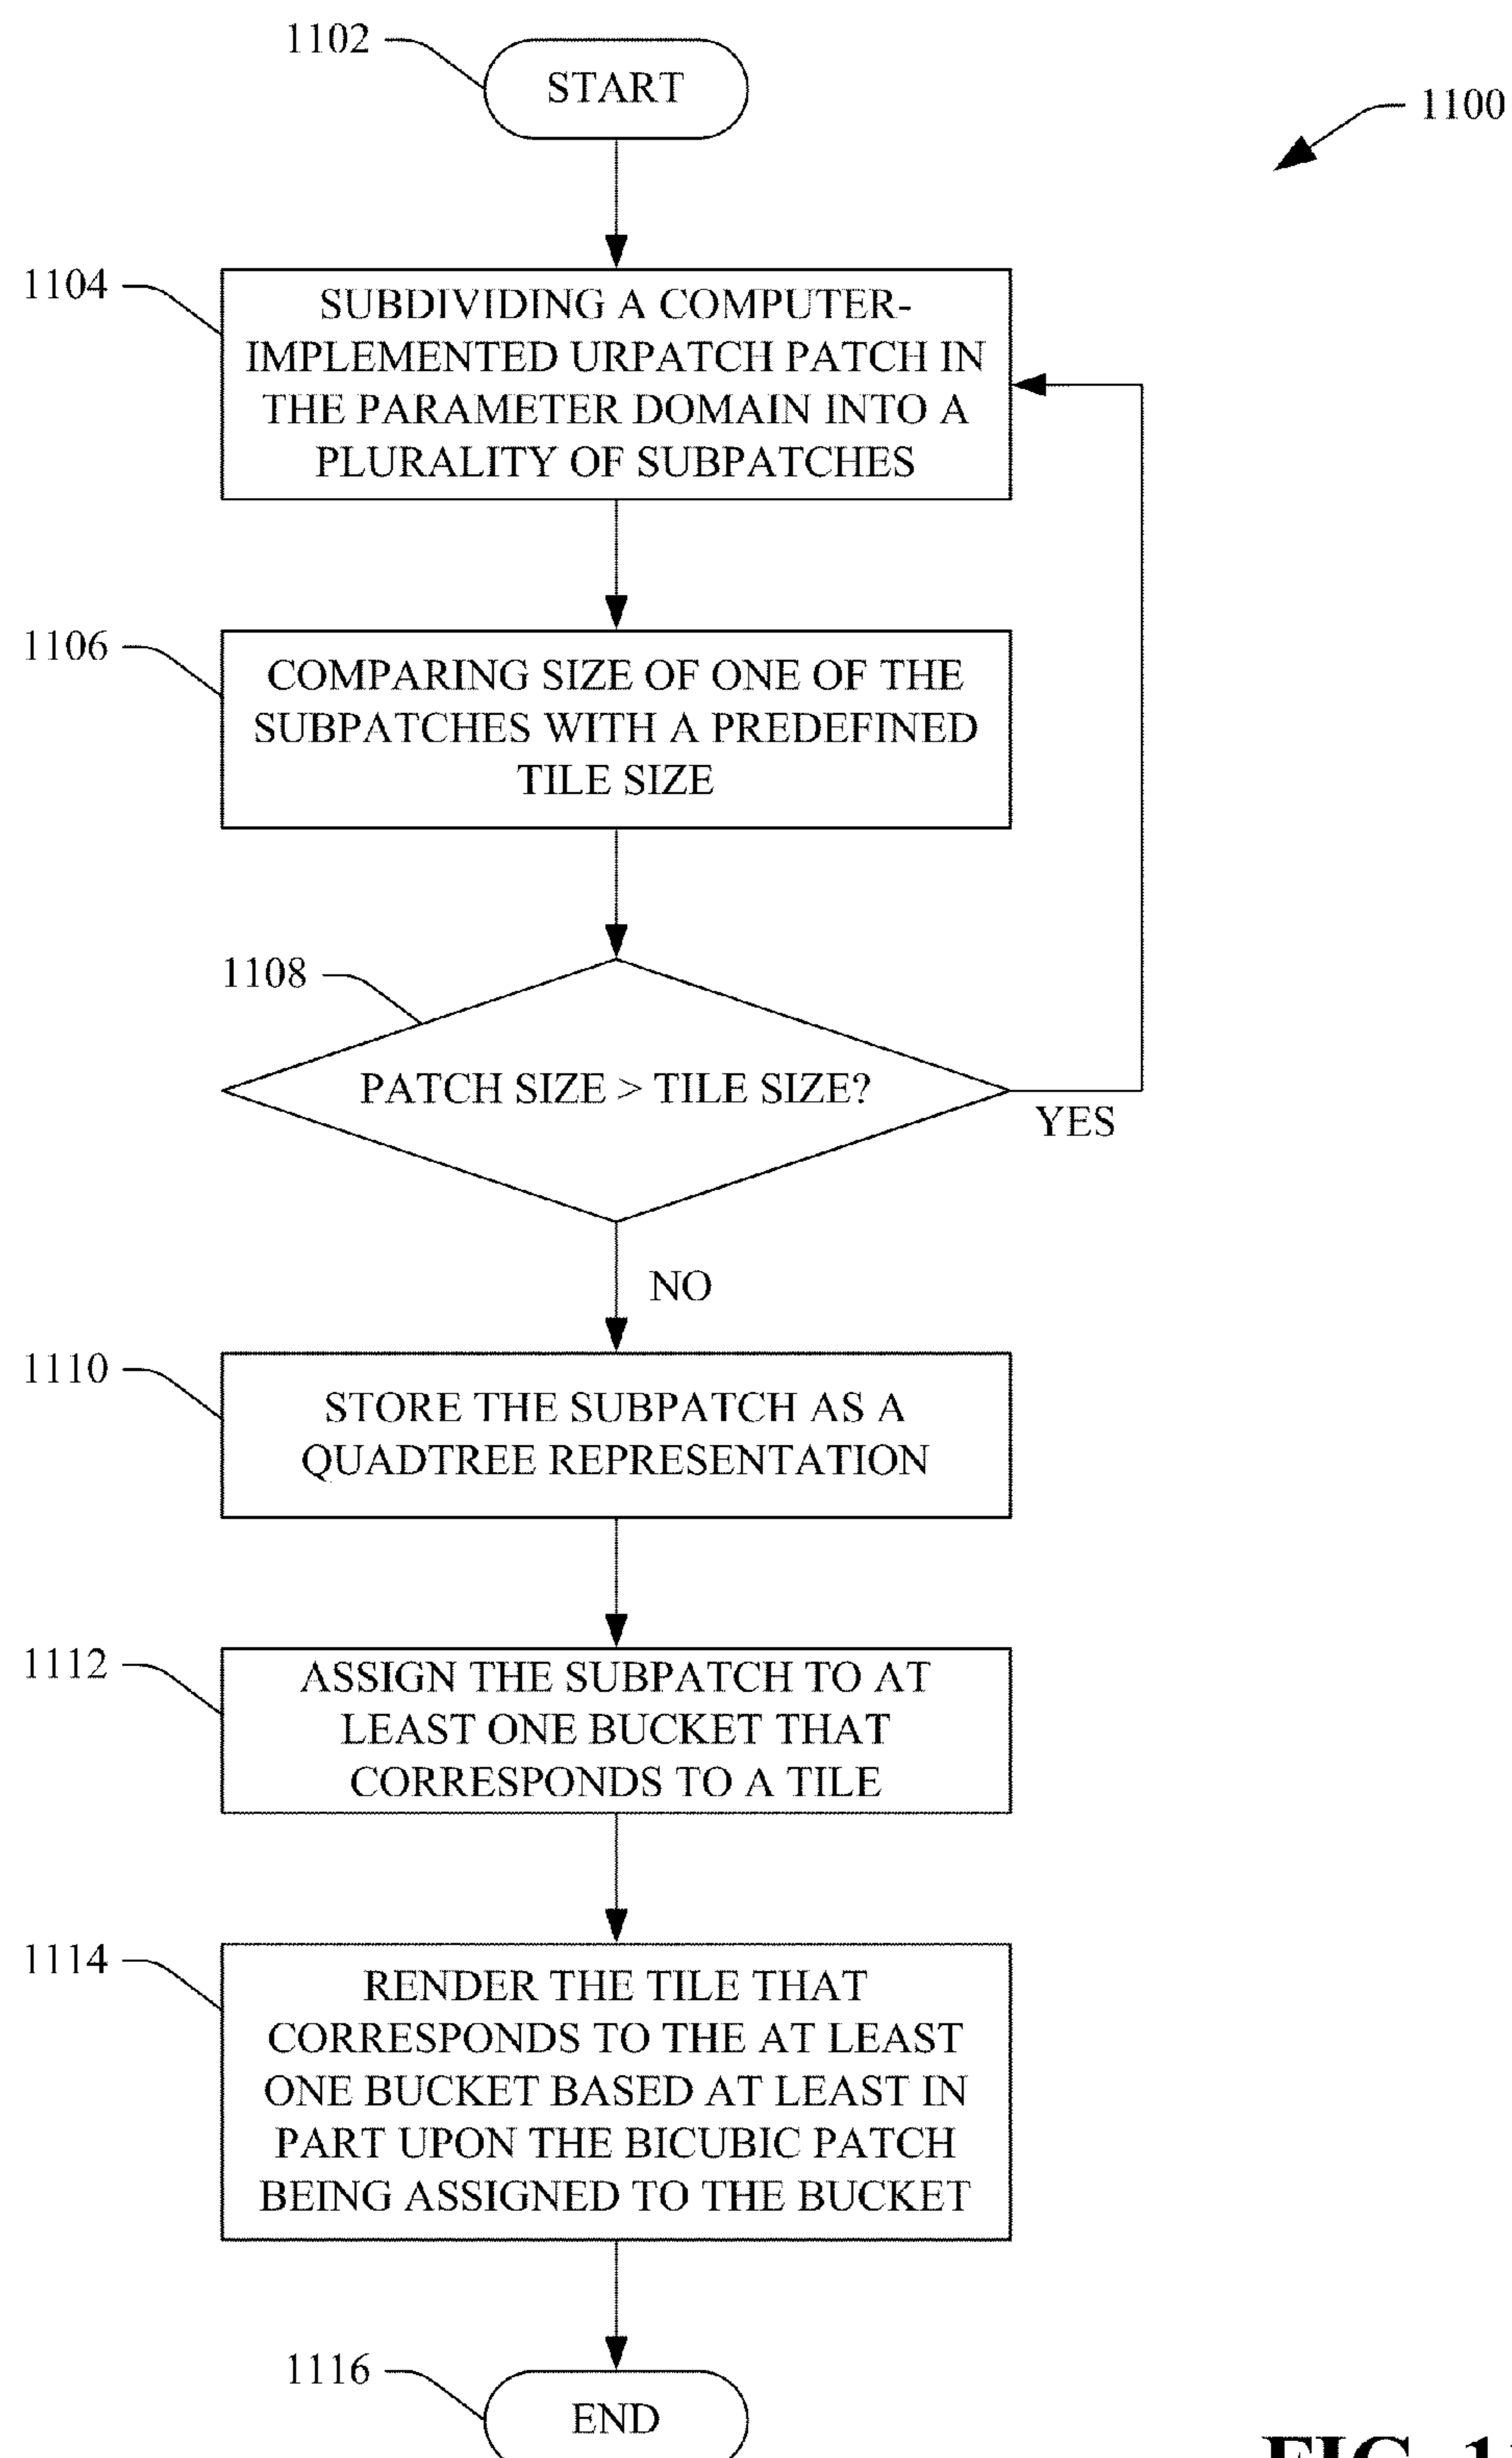 1102
START
1100
1104
SUBDIVIDING A COMPUTER-
IMPLEMENTED URPATCH PATCH IN
THE PARAMETER DOMAIN INTO A
PLURALITY OF SUBPATCHES
1106
COMPARING SIZE OF ONE OF THE
SUBPATCHES WITH A PREDEFINED
TILE SIZE
1108
PATCH SIZE > TILE SIZE?
YES
NO
1110
STORE THE SUBPATCH AS A
QUADTREE REPRESENTATION
1112
ASSIGN THE SUBPATCH TO AT
LEAST ONE BUCKET THAT
CORRESPONDS TO A TILE
1114
RENDER THE TILE THAT
CORRESPONDS TO THE AT LEAST
ONE BUCKET BASED AT LEAST IN
PART UPON THE BICUBIC PATCH
BEING ASSIGNED TO THE BUCKET
1116
END
FIG.